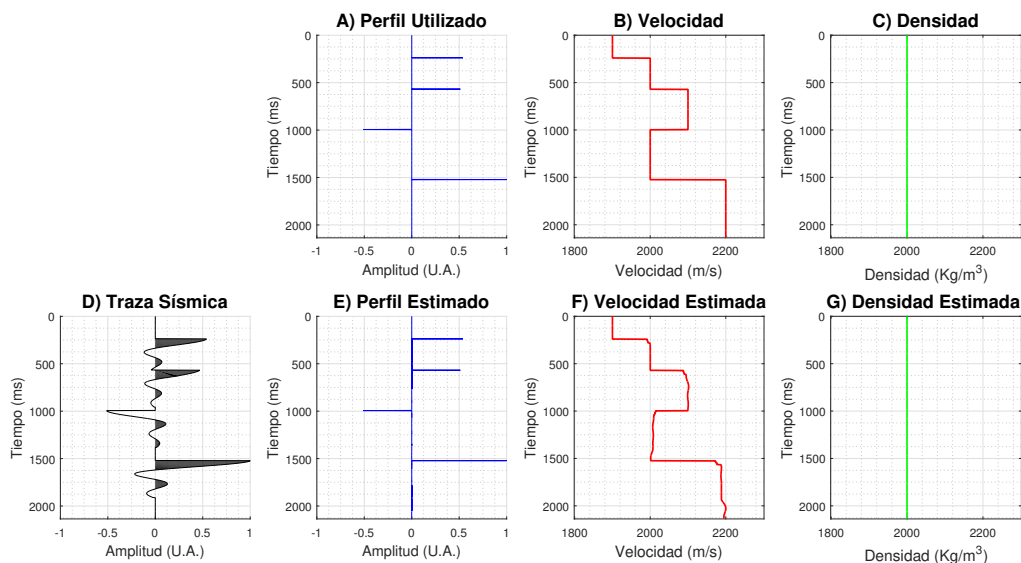 A) Perfil Utilizado
0
500
1000
1500
2000
Tiempo (ms)
-1 -0.5 0 0.5 1
Amplitud (U.A.)
B) Velocidad
0
500
1000
1500
2000
Tiempo (ms)
1800 2000 2200
Velocidad (m/s)
C) Densidad
0
500
1000
1500
2000
Tiempo (ms)
1800 2000 2200
Densidad (Kg/m³)
D) Traza Sísmica
0
500
1000
1500
2000
Tiempo (ms)
-1 -0.5 0 0.5 1
Amplitud (U.A.)
E) Perfil Estimado
0
500
1000
1500
2000
Tiempo (ms)
-1 -0.5 0 0.5 1
Amplitud (U.A.)
F) Velocidad Estimada
0
500
1000
1500
2000
Tiempo (ms)
1800 2000 2200
Velocidad (m/s)
G) Densidad Estimada
0
500
1000
1500
2000
Tiempo (ms)
1800 2000 2200
Densidad (Kg/m³)